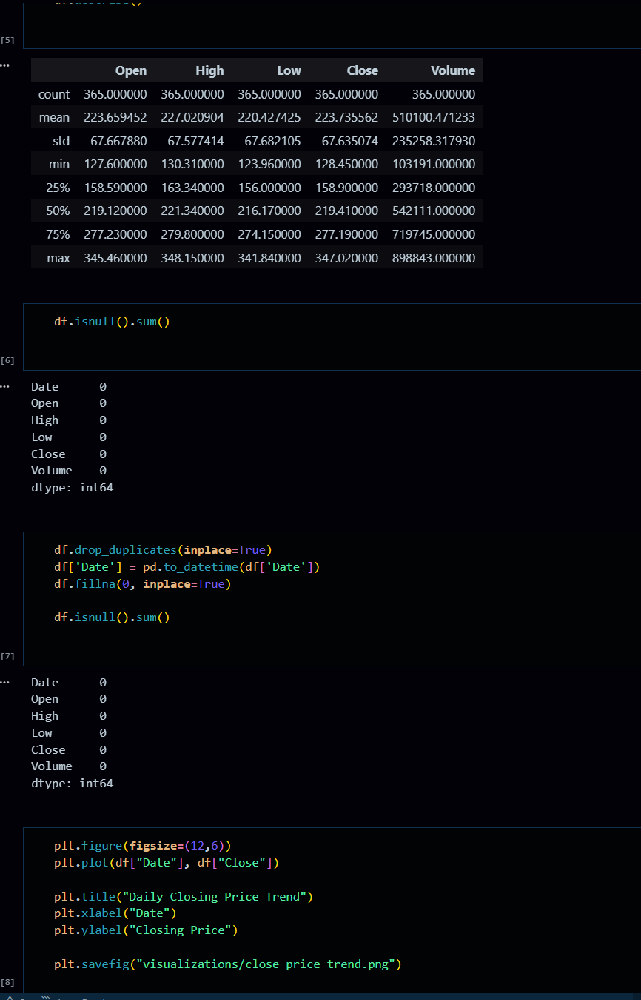 [5]
Open High Low Close Volume
count 365.000000 365.000000 365.000000 365.000000 365.000000
mean 223.659452 227.020904 220.427425 223.735562 510100.471233
std 67.667880 67.577414 67.682105 67.635074 235258.317930
min 127.600000 130.310000 123.960000 128.450000 103191.000000
25% 158.590000 163.340000 156.000000 158.900000 293718.000000
50% 219.120000 221.340000 216.170000 219.410000 542111.000000
75% 277.230000 279.800000 274.150000 277.190000 719745.000000
max 345.460000 348.150000 341.840000 347.020000 898843.000000
df.isnull().sum()
[6]
Date 0
Open 0
High 0
Low 0
Close 0
Volume 0
dtype: int64
df.drop_duplicates(inplace=True)
df['Date'] = pd.to_datetime(df['Date'])
df.fillna(0, inplace=True)
df.isnull().sum()
[7]
Date 0
Open 0
High 0
Low 0
Close 0
Volume 0
dtype: int64
plt.figure(figsize=(12,6))
plt.plot(df["Date"], df["Close"])
plt.title("Daily Closing Price Trend")
plt.xlabel("Date")
plt.ylabel("Closing Price")
plt.savefig("visualizations/close_price_trend.png")
[8]